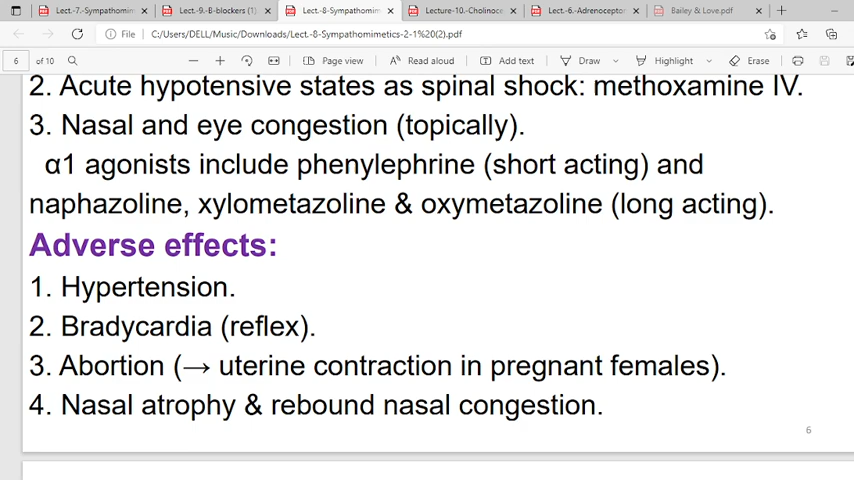 Lect.-7.-Sympathomim
Lect.-9.-B-blockers (1)
Lect.-8-Sympathomim
Lecture-10.-Cholinoce
Lect.-6.-Adrenoceptor
Bailey & Love.pdf
File C:/Users/DELL/Music/Downloads/Lect.-8-Sympathomimetics-2-1%20(2).pdf
6 of 10 Page view Read aloud Add text Draw Highlight Erase
2. Acute hypotensive states as spinal shock: methoxamine IV.
3. Nasal and eye congestion (topically).
α1 agonists include phenylephrine (short acting) and
naphazoline, xylometazoline & oxymetazoline (long acting).
Adverse effects:
1. Hypertension.
2. Bradycardia (reflex).
3. Abortion (→ uterine contraction in pregnant females).
4. Nasal atrophy & rebound nasal congestion.
6